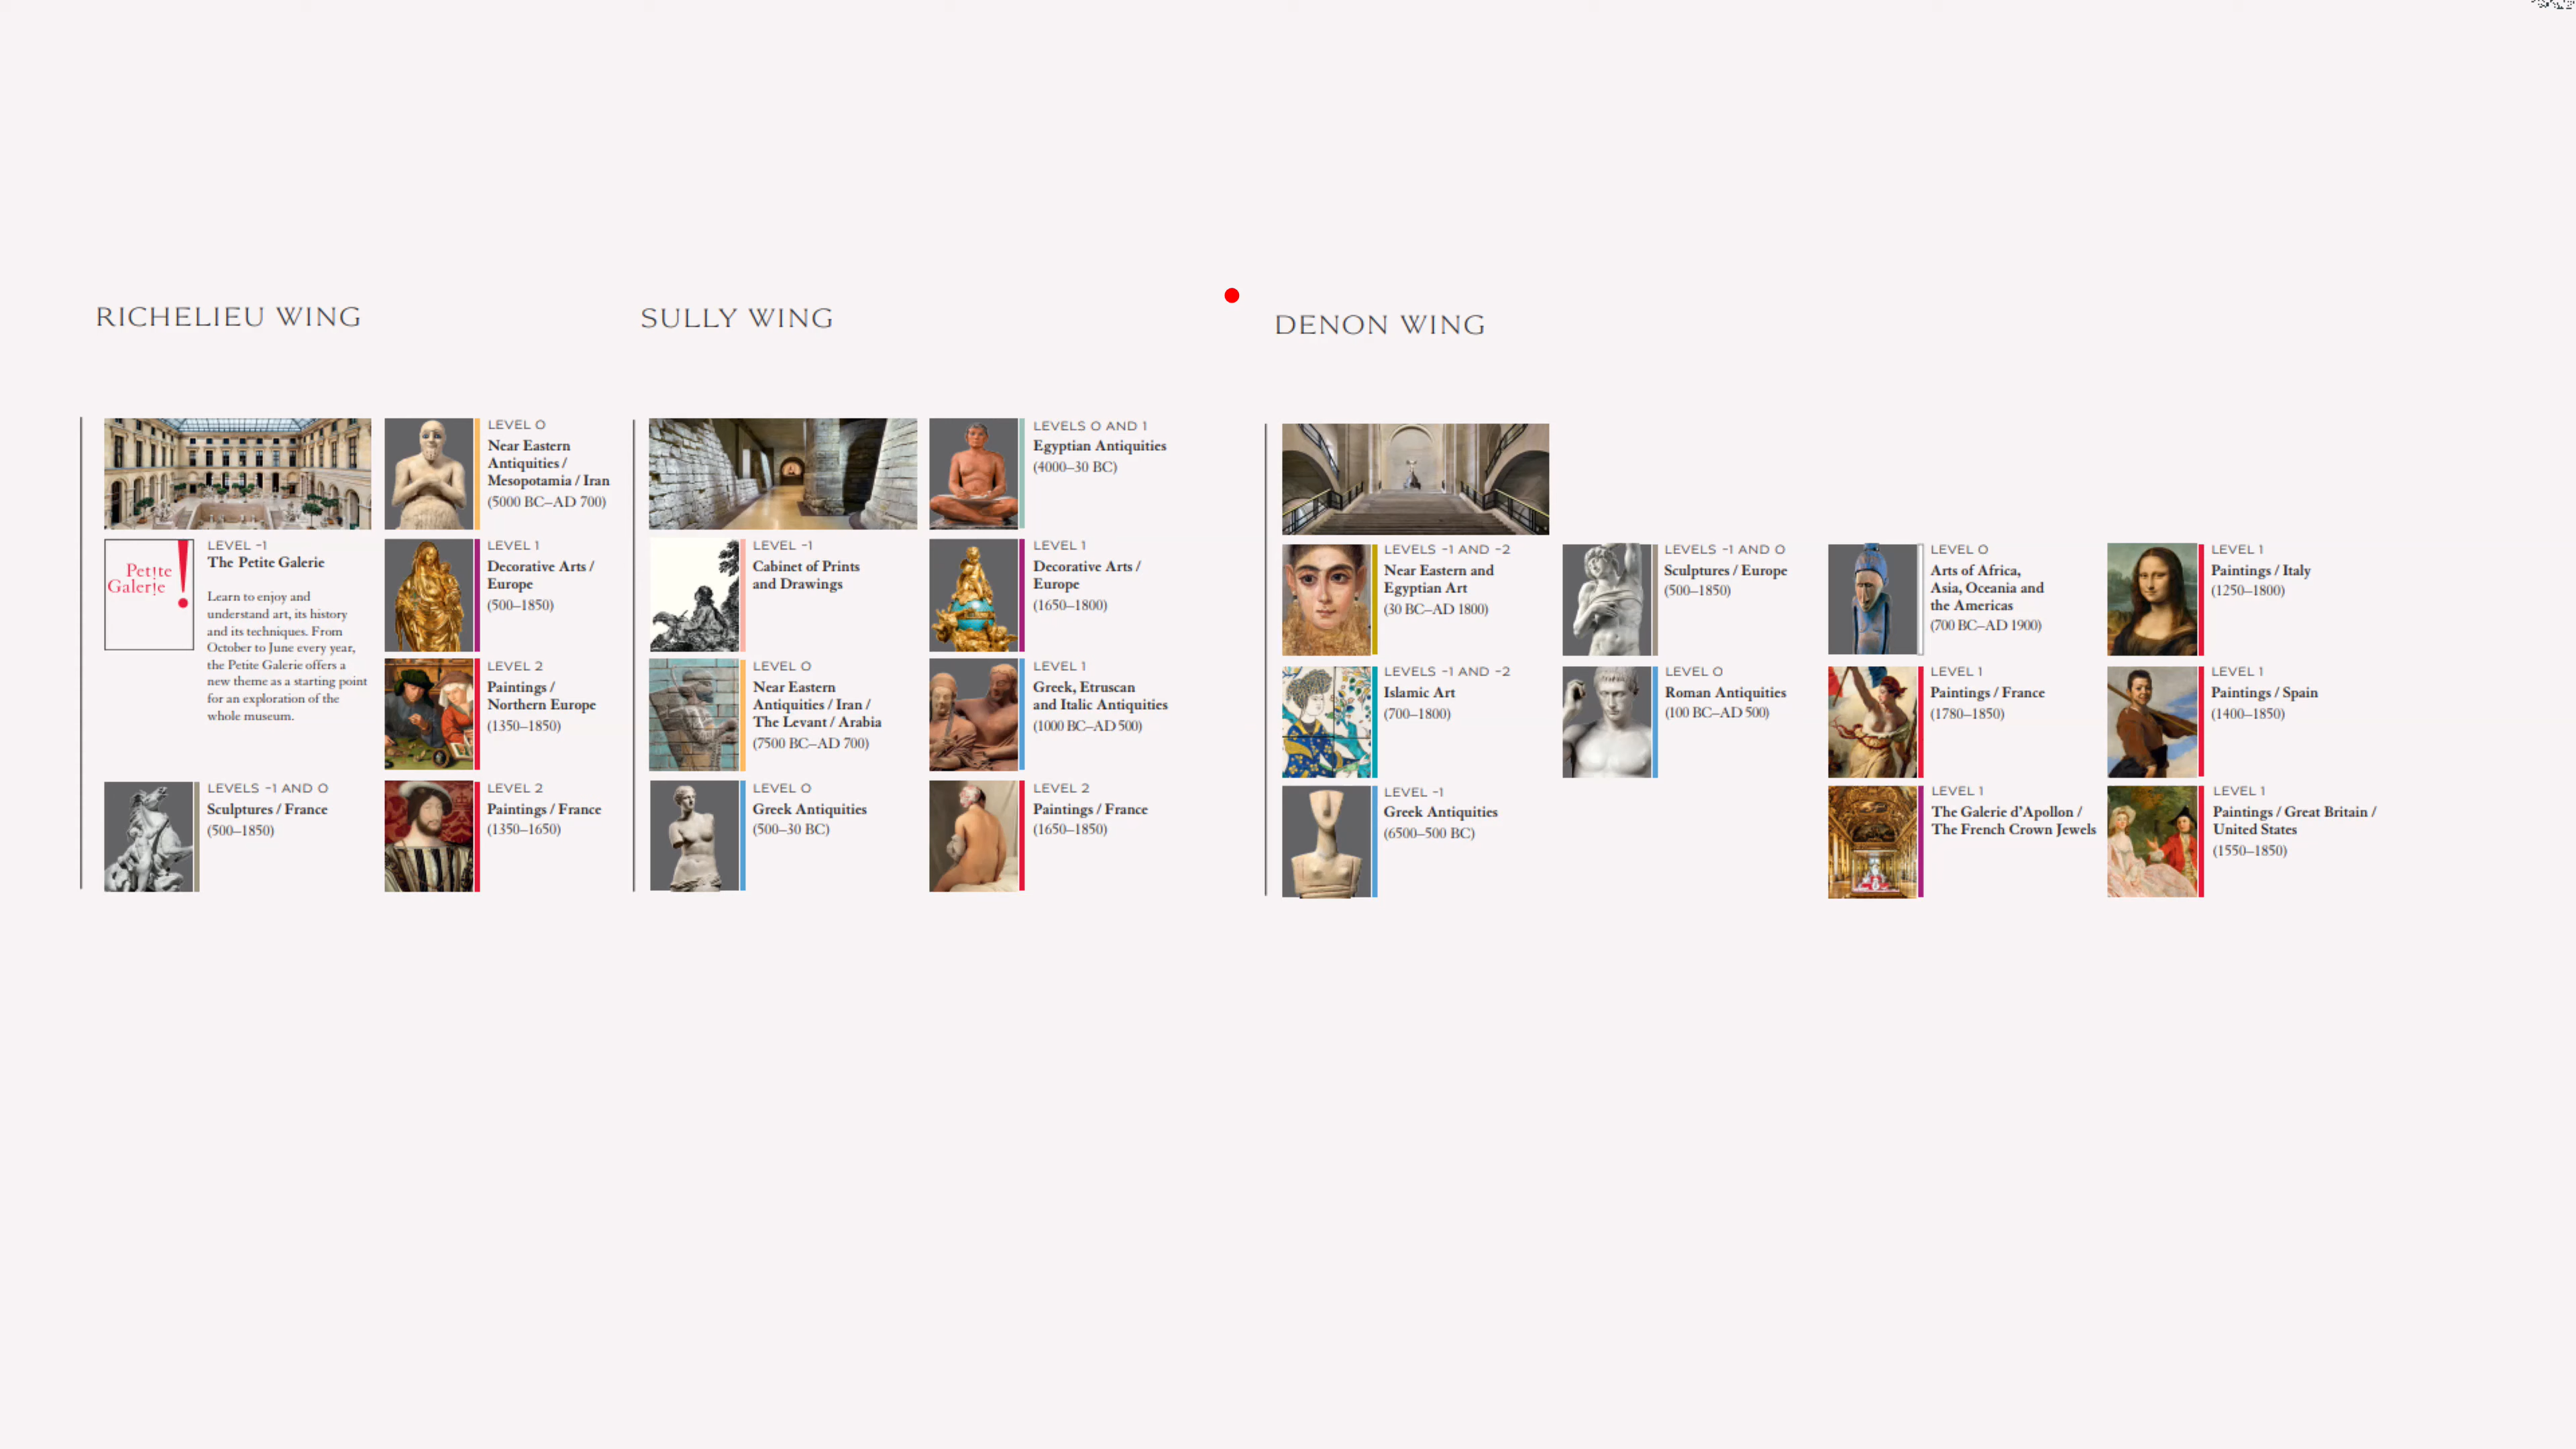 RICHELIEU WING
Petite
Galerie !
LEVEL -1
The Petite Galerie
Learn to enjoy and
understand art, its history
and its techniques. From
October to June every year,
the Petite Galerie offers a
new theme as a starting point
for an exploration of the
whole museum.
LEVELS -1 AND 0
Sculptures / France
(500–1850)
LEVEL 0
Near Eastern
Antiquities /
Mesopotamia / Iran
(5000 BC–AD 700)
LEVEL 1
Decorative Arts /
Europe
(500–1850)
LEVEL 2
Paintings /
Northern Europe
(1350–1850)
LEVEL 2
Paintings / France
(1350–1650)
SULLY WING
LEVEL -1
Cabinet of Prints
and Drawings
LEVEL 0
Near Eastern
Antiquities / Iran /
The Levant / Arabia
(7500 BC–AD 700)
LEVEL 0
Greek Antiquities
(500–30 BC)
LEVELS 0 AND 1
Egyptian Antiquities
(4000–30 BC)
LEVEL 1
Decorative Arts /
Europe
(1650–1800)
LEVEL 1
Greek, Etruscan
and Italic Antiquities
(1000 BC–AD 500)
LEVEL 2
Paintings / France
(1650–1850)
DENON WING
LEVELS -1 AND -2
Near Eastern and
Egyptian Art
(30 BC–AD 1800)
LEVELS -1 AND -2
Islamic Art
(700–1800)
LEVEL -1
Greek Antiquities
(6500–500 BC)
LEVELS -1 AND 0
Sculptures / Europe
(500–1850)
LEVEL 0
Roman Antiquities
(100 BC–AD 500)
LEVEL 0
Arts of Africa,
Asia, Oceania and
the Americas
(700 BC–AD 1900)
LEVEL 1
Paintings / France
(1780–1850)
LEVEL 1
The Galerie d’Apollon /
The French Crown Jewels
LEVEL 1
Paintings / Italy
(1250–1800)
LEVEL 1
Paintings / Spain
(1400–1850)
LEVEL 1
Paintings / Great Britain /
United States
(1550–1850)